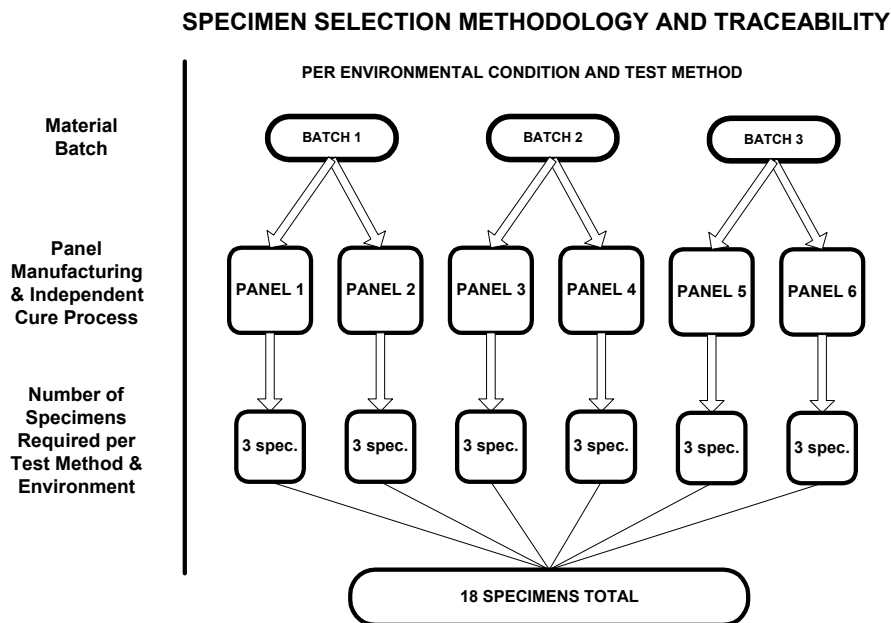 SPECIMEN SELECTION METHODOLOGY AND TRACEABILITY
PER ENVIRONMENTAL CONDITION AND TEST METHOD
Material
Batch
BATCH 1
BATCH 2
BATCH 3
Panel
Manufacturing
& Independent
Cure Process
PANEL 1
PANEL 2
PANEL 3
PANEL 4
PANEL 5
PANEL 6
Number of
Specimens
Required per
Test Method &
Environment
3 spec.
3 spec.
3 spec.
3 spec.
3 spec.
3 spec.
18 SPECIMENS TOTAL